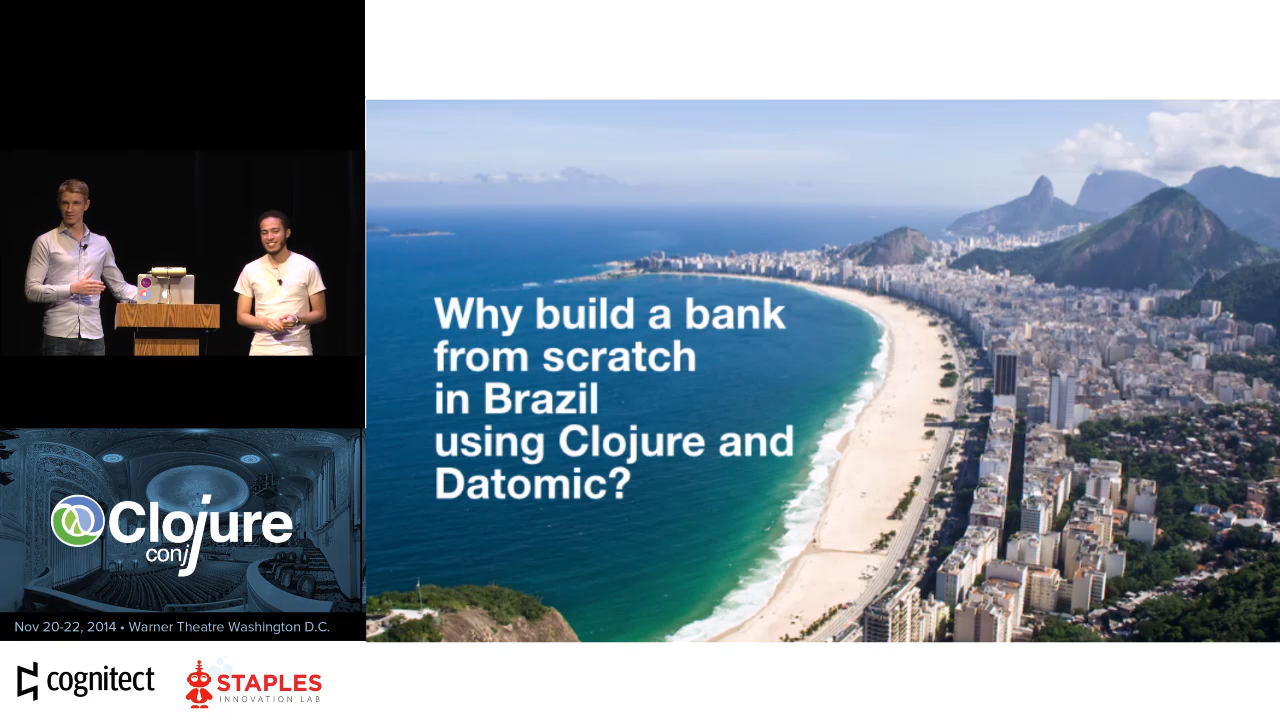 Why build a bank
from scratch
in Brazil
using Clojure and
Datomic?
Clojure
conj
Nov 20-22, 2014 • Warner Theatre Washington D.C.
cognitect
STAPLES
INNOVATION LAB